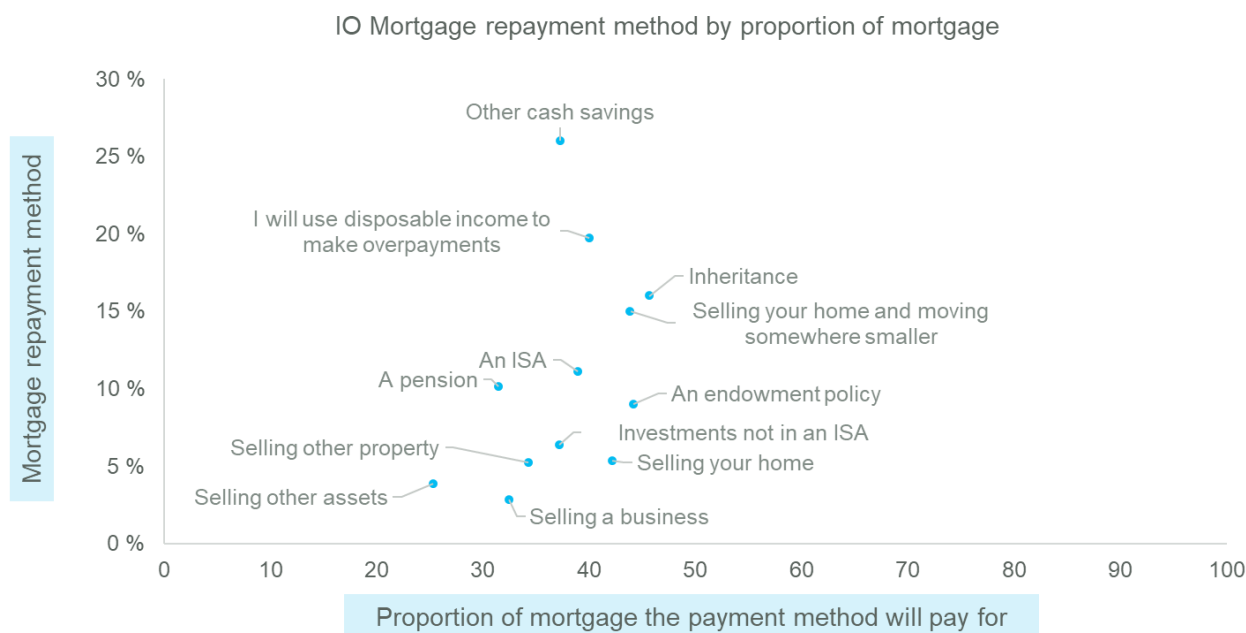 IO Mortgage repayment method by proportion of mortgage
Mortgage repayment method
30 %
25 %
20 %
15 %
10 %
5 %
0 %
Other cash savings
I will use disposable income to
make overpayments
Inheritance
Selling your home and moving
somewhere smaller
An ISA
A pension
An endowment policy
Investments not in an ISA
Selling other property
Selling your home
Selling other assets
Selling a business
0 10 20 30 40 50 60 70 80 90 100
Proportion of mortgage the payment method will pay for